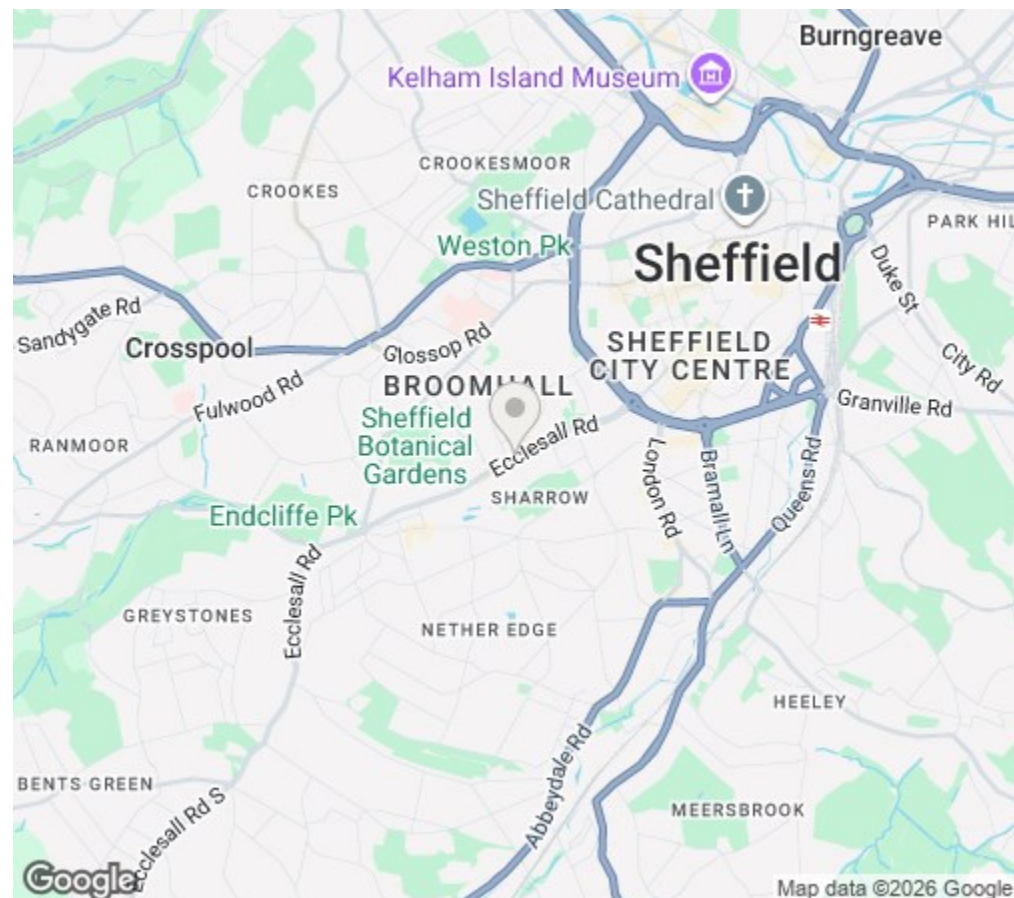 Burngreave
Kelham Island Museum
CROOKESMOOR
CROOKES
Sheffield Cathedral
PARK HIL
Weston Pk
Sheffield
Duke St
Sandygate Rd
Crosspool
Glossop Rd
SHEFFIELD
CITY CENTRE
City Rd
Fulwood Rd
BROOMHALL
Granville Rd
Sheffield
Botanical
Gardens
Ecclesall Rd
RANMOOR
London Rd
Bramall Ln
Queens Rd
SHARROW
Endcliffe Pk
Ecclesall Rd
GREYSTONES
NETHER EDGE
HEELEY
Abbeydale Rd
BENTS GREEN
Ecclesall Rd S
MEERSBROOK
Google
Map data ©2026 Google